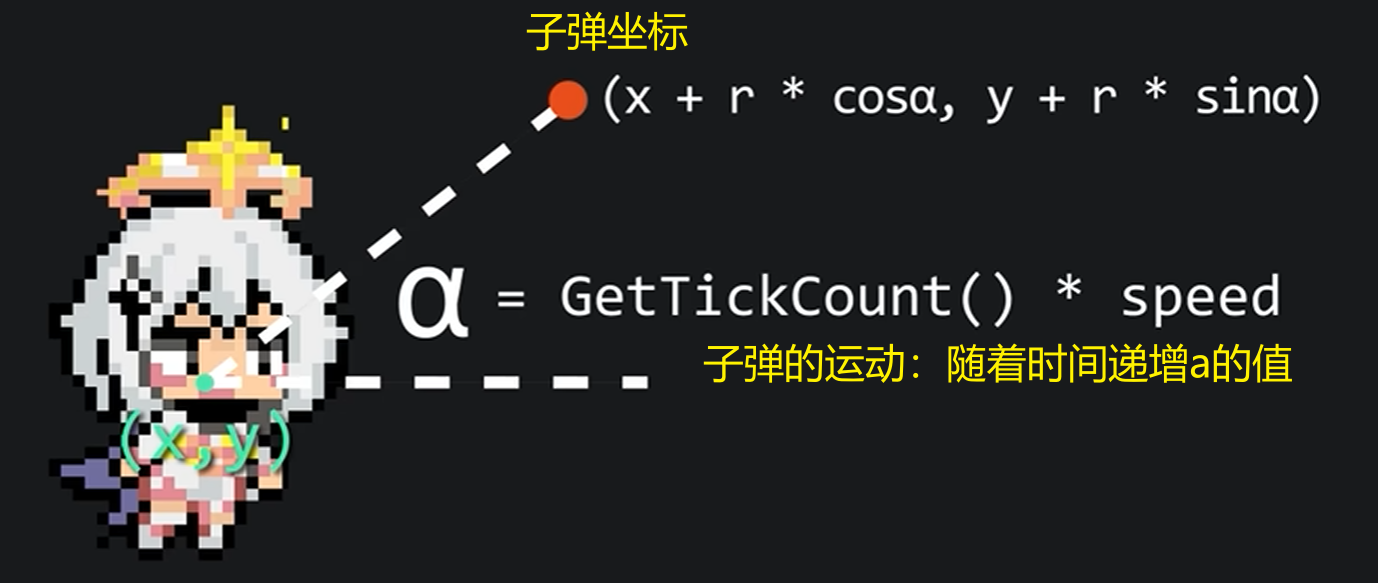 子弹坐标
(x + r * cosα, y + r * sinα)
α = GetTickCount() * speed
子弹的运动：随着时间递增a的值
(x,y)